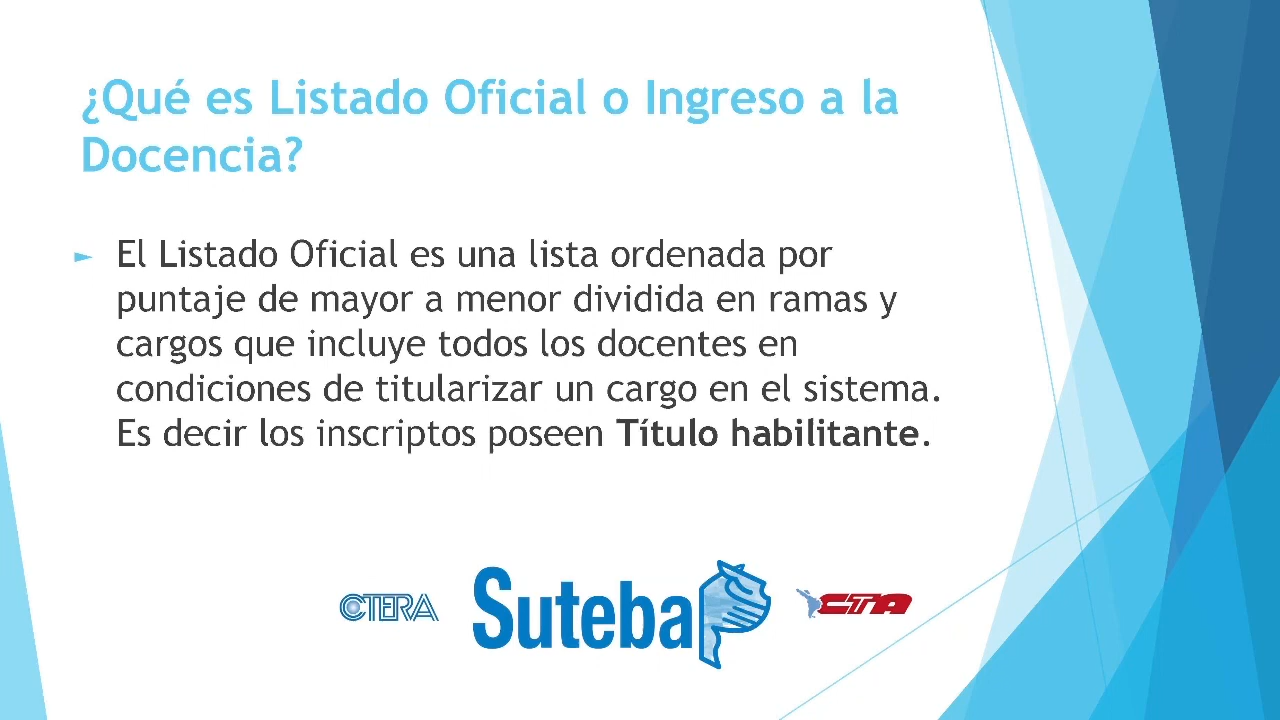 ¿Qué es Listado Oficial o Ingreso a la
Docencia?
► El Listado Oficial es una lista ordenada por
puntaje de mayor a menor dividida en ramas y
cargos que incluye todos los docentes en
condiciones de titularizar un cargo en el sistema.
Es decir los inscriptos poseen Título habilitante.
CTERA
Suteba
CTA